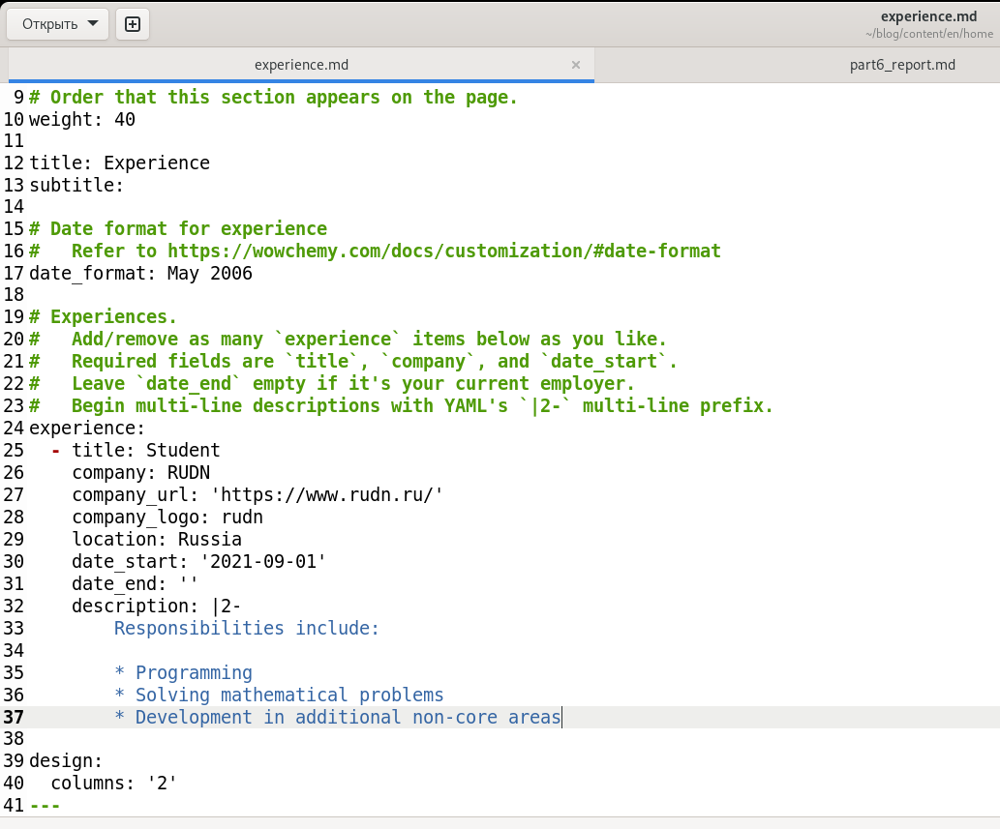 Открыть
experience.md
~/blog/content/en/home
experience.md ×
part6_report.md
9 # Order that this section appears on the page.
10 weight: 40
11
12 title: Experience
13 subtitle:
14
15 # Date format for experience
16 #   Refer to https://wowchemy.com/docs/customization/#date-format
17 date_format: May 2006
18
19 # Experiences.
20 #   Add/remove as many `experience` items below as you like.
21 #   Required fields are `title`, `company`, and `date_start`.
22 #   Leave `date_end` empty if it's your current employer.
23 #   Begin multi-line descriptions with YAML's `|2-` multi-line prefix.
24 experience:
25   - title: Student
26     company: RUDN
27     company_url: 'https://www.rudn.ru/'
28     company_logo: rudn
29     location: Russia
30     date_start: '2021-09-01'
31     date_end: ''
32     description: |2-
33         Responsibilities include:
34
35         * Programming
36         * Solving mathematical problems
37         * Development in additional non-core areas
38
39 design:
40   columns: '2'
41 ---